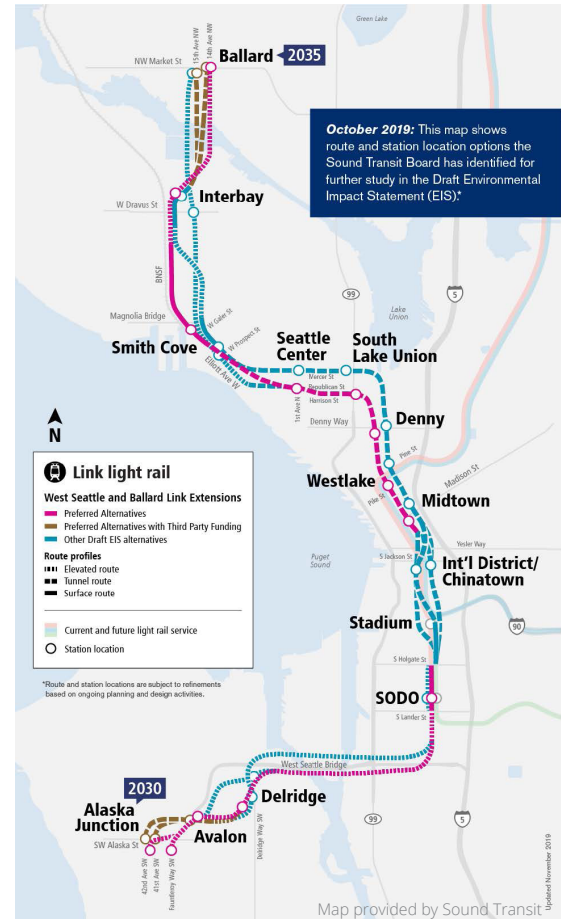 15th Ave NW
14th Ave NW
Green Lake
NW Market St
Ballard
2035
October 2019: This map shows
route and station location options the
Sound Transit Board has identified for
further study in the Draft Environmental
Impact Statement (EIS).*
Interbay
W Dravus St
BNSF
99
5
Lake
Union
Magnolia Bridge
W Galer St
W Prospect St
Smith Cove
Elliott Ave W
Seattle
Center
South
Lake Union
Mercer St
Republican St
Harrison St
1st Ave N
Denny Way
Denny
N
Pine St
Madison St
Westlake
Pike St
Midtown
Link light rail
West Seattle and Ballard Link Extensions
Preferred Alternatives
Preferred Alternatives with Third Party Funding
Other Draft EIS alternatives
Route profiles
Elevated route
Tunnel route
Surface route
Current and future light rail service
Station location
Puget
Sound
Yesler Way
S Jackson St
Int'l District/
Chinatown
Stadium
90
S Holgate St
*Route and station locations are subject to refinements
based on ongoing planning and design activities.
SODO
S Lander St
West Seattle Bridge
2030
Delridge
Alaska
Junction
Avalon
SW Alaska St
99
5
42nd Ave SW
41st Ave SW
Fauntleroy Way SW
Delridge Way SW
Updated November 2019
Map provided by Sound Transit